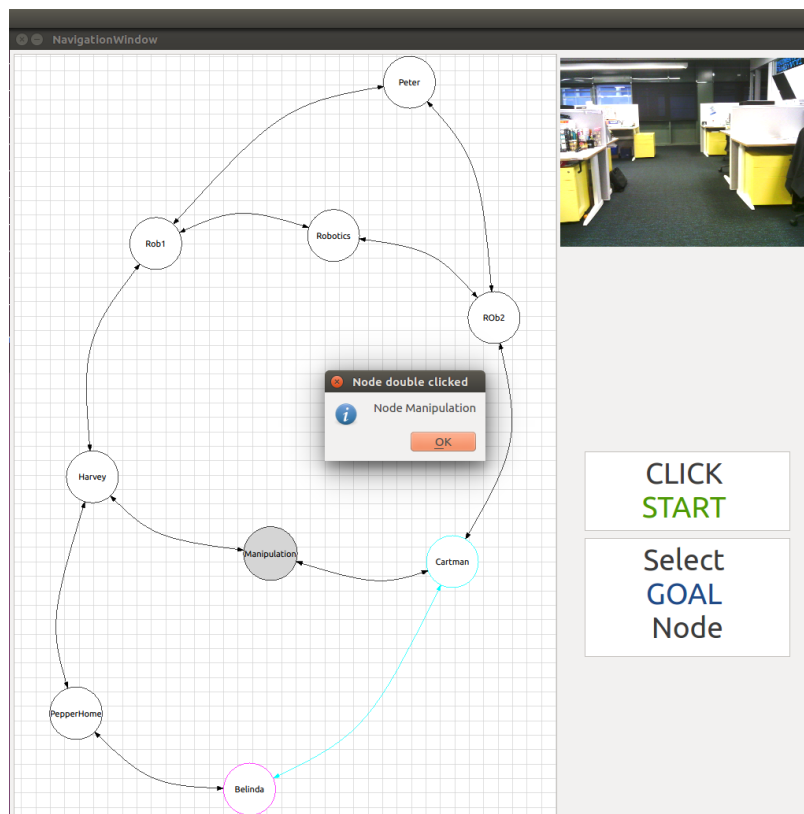 NavigationWindow
Peter
Rob1
Robotics
ROb2
Node double clicked
Node Manipulation
OK
Harvey
Manipulation
Cartman
PepperHome
Belinda
CLICK
START
Select
GOAL
Node